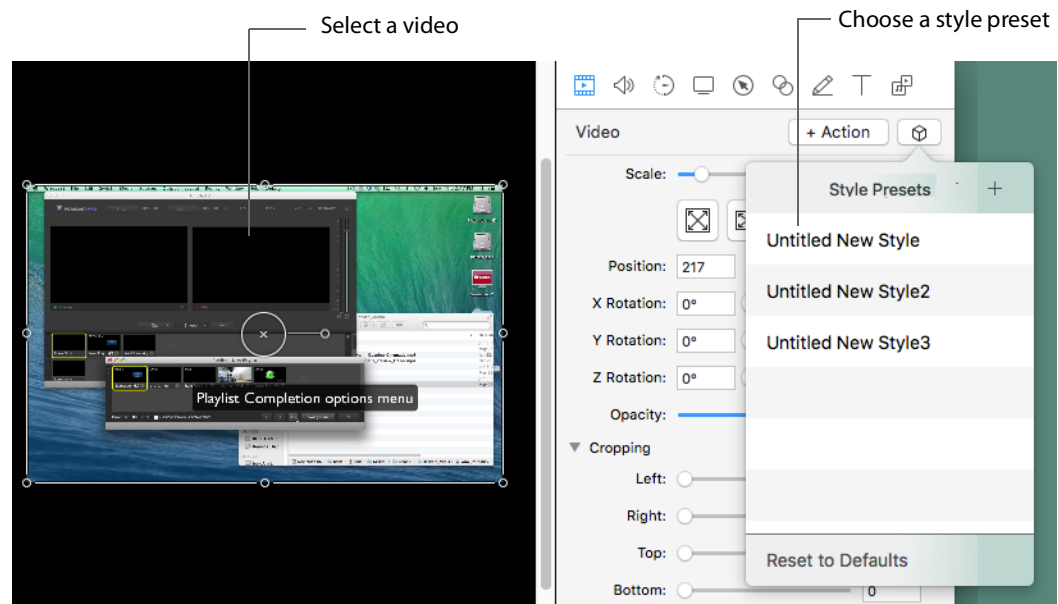 Select a video
Choose a style preset
Video
+ Action
Scale:
Style Presets
+
Untitled New Style
Position:
217
Untitled New Style2
X Rotation:
0°
Y Rotation:
0°
Untitled New Style3
Z Rotation:
0°
Playlist Completion options menu
Opacity:
Cropping
Left:
Right:
Top:
Reset to Defaults
Bottom:
0